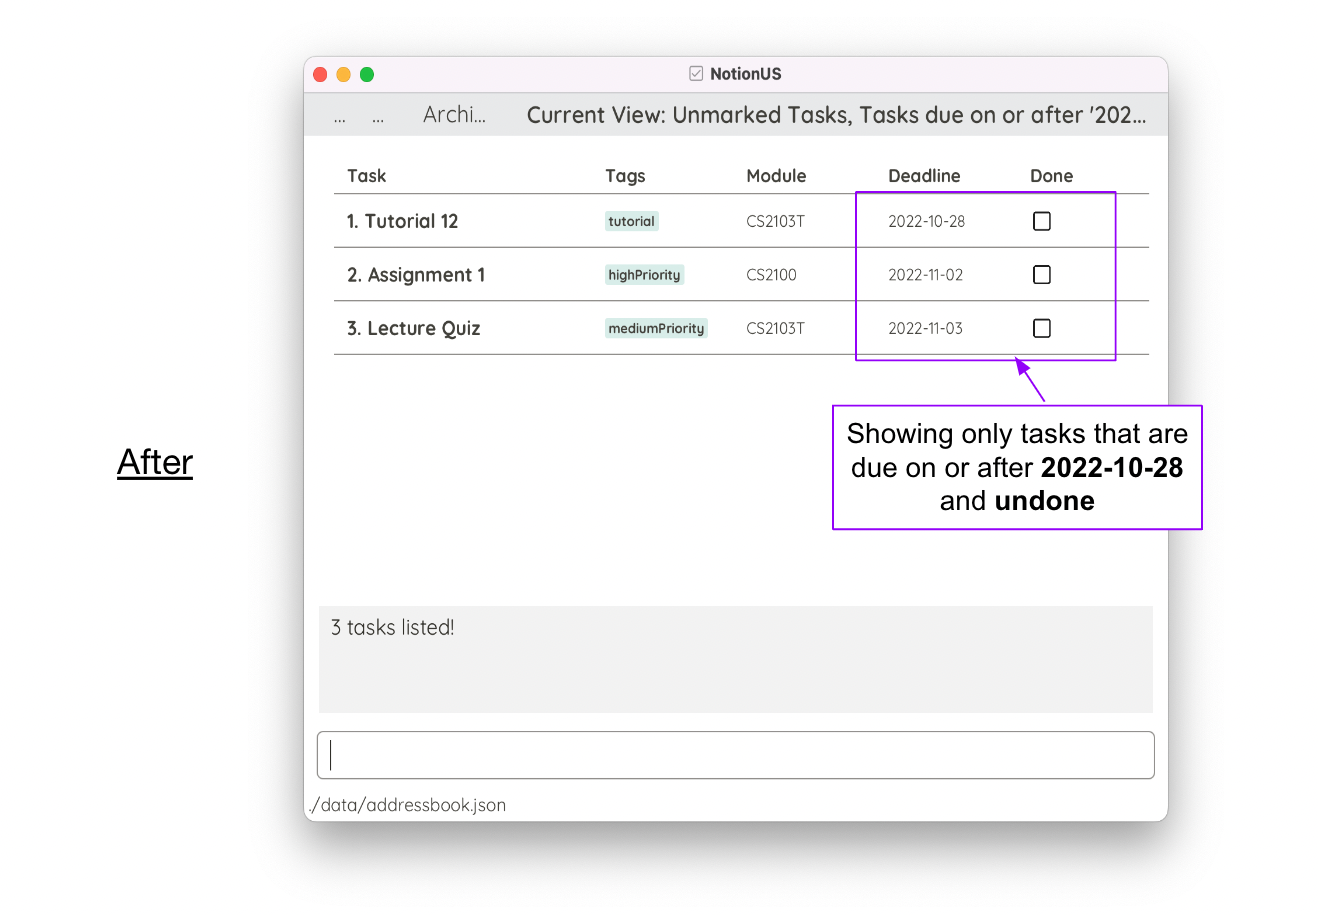 NotionUS
... ... Archi... Current View: Unmarked Tasks, Tasks due on or after '202...
Task Tags Module Deadline Done
1. Tutorial 12 tutorial CS2103T 2022-10-28
2. Assignment 1 highPriority CS2100 2022-11-02
3. Lecture Quiz mediumPriority CS2103T 2022-11-03
Showing only tasks that are
due on or after 2022-10-28
and undone
After
3 tasks listed!
./data/addressbook.json